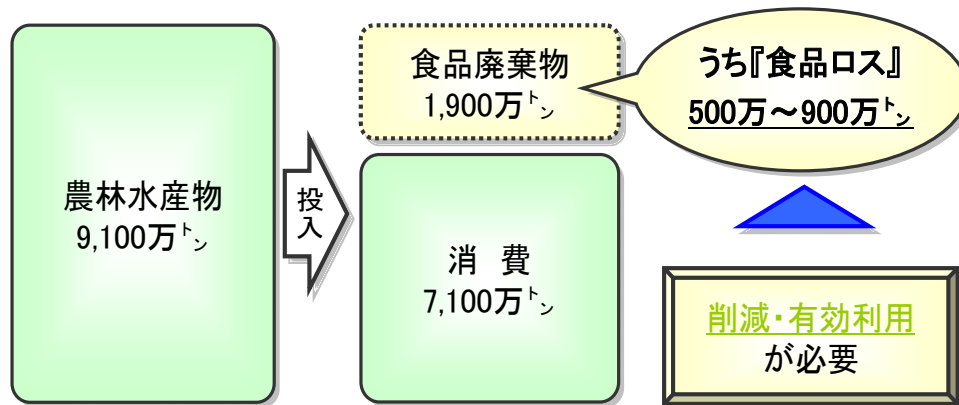 農林水産物
9,100万トン
投入
食品廃棄物
1,900万トン
消 費
7,100万トン
うち『食品ロス』
500万～900万トン
削減・有効利用
が必要